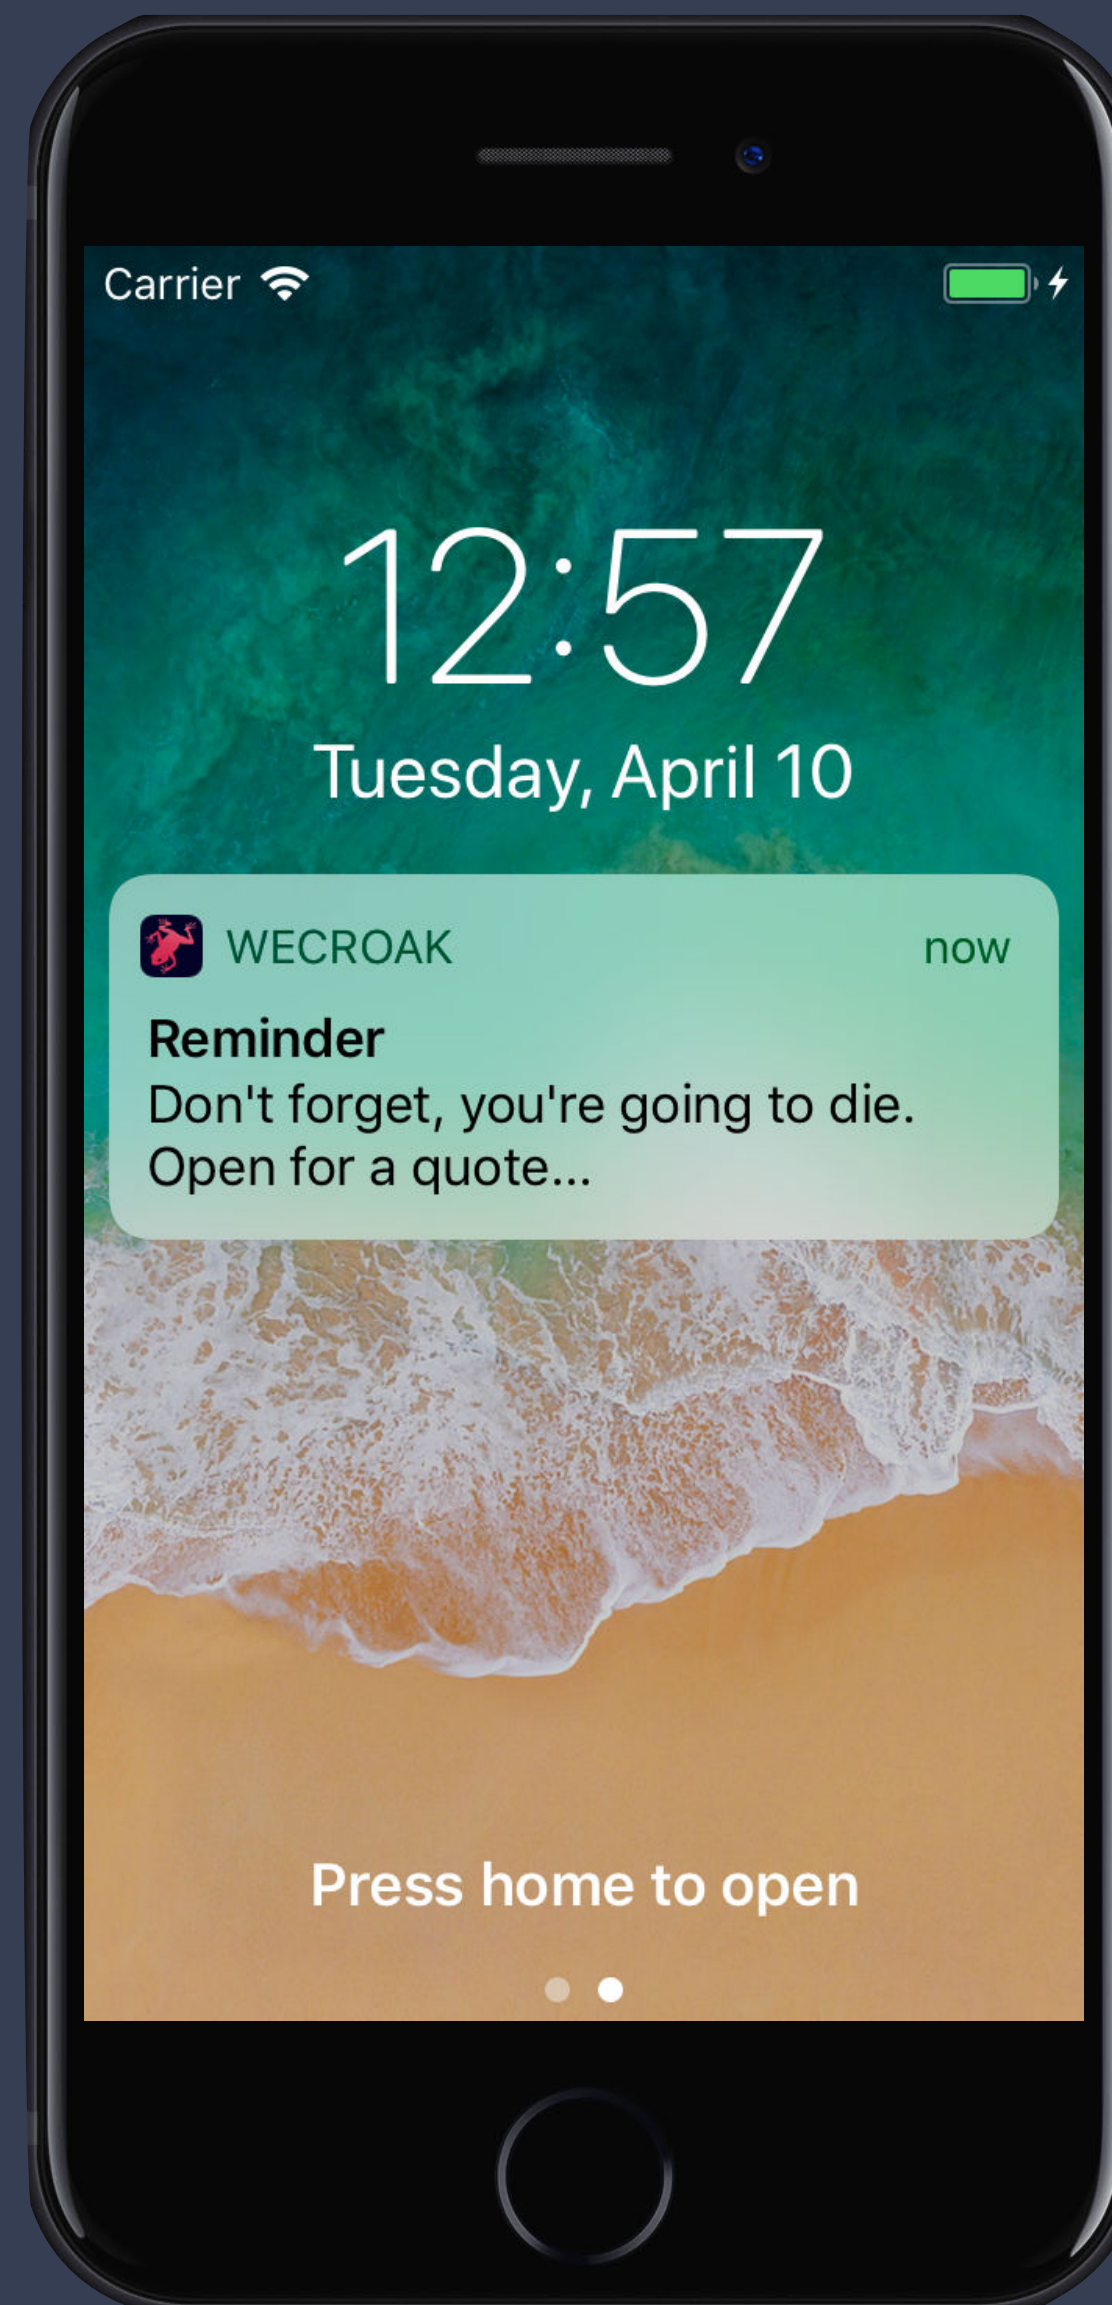 Carrier
12:57
Tuesday, April 10
WECROAK now
Reminder
Don't forget, you're going to die.
Open for a quote...
Press home to open